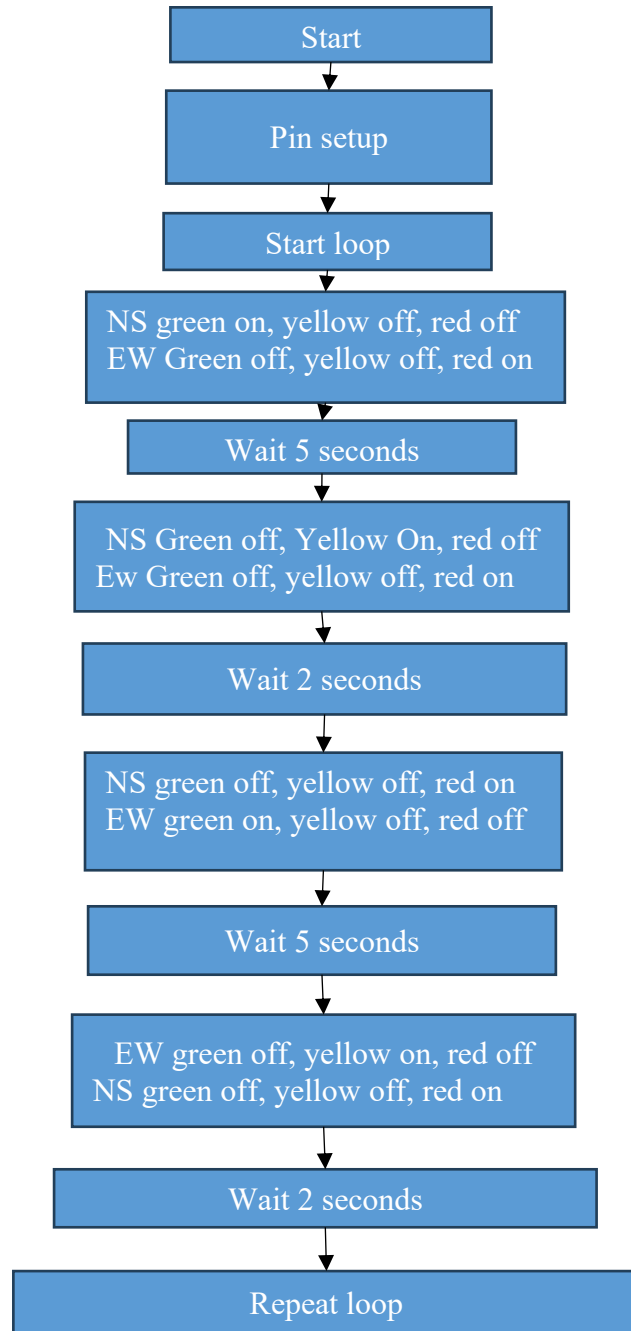 Start
Pin setup
Start loop
NS green on, yellow off, red off
EW Green off, yellow off, red on
Wait 5 seconds
NS Green off, Yellow On, red off
Ew Green off, yellow off, red on
Wait 2 seconds
NS green off, yellow off, red on
EW green on, yellow off, red off
Wait 5 seconds
EW green off, yellow on, red off
NS green off, yellow off, red on
Wait 2 seconds
Repeat loop